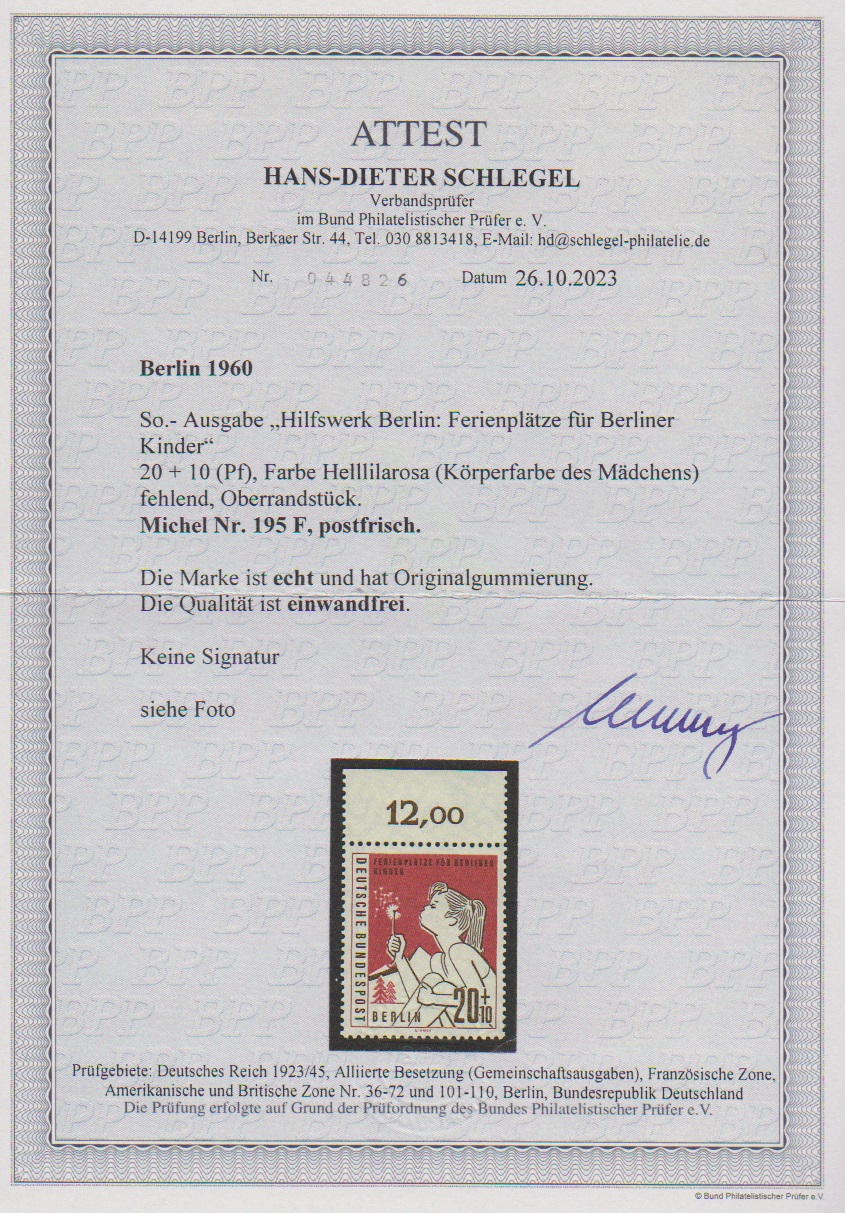 ATTEST
HANS-DIETER SCHLEGEL
Verbandsprüfer
im Bund Philatelistischer Prüfer e. V.
D-14199 Berlin, Berkaer Str. 44, Tel. 030 8813418, E-Mail: hd@schlegel-philatelie.de
Nr. 044826 Datum 26.10.2023
Berlin 1960
So.- Ausgabe „Hilfswerk Berlin: Ferienplätze für Berliner
Kinder“
20 + 10 (Pf), Farbe Helllilarosa (Körperfarbe des Mädchens)
fehlend, Oberrandstück.
Michel Nr. 195 F, postfrisch.
Die Marke ist echt und hat Originalgummierung.
Die Qualität ist einwandfrei.
Keine Signatur
siehe Foto
12,00
FERIENPLÄTZE FÜR BERLINER
KINDER
DEUTSCHE BUNDESPOST
BERLIN
20+10
Prüfgebiete: Deutsches Reich 1923/45, Alliierte Besetzung (Gemeinschaftsausgaben), Französische Zone,
Amerikanische und Britische Zone Nr. 36-72 und 101-110, Berlin, Bundesrepublik Deutschland
Die Prüfung erfolgte auf Grund der Prüfordnung des Bundes Philatelistischer Prüfer e.V.
© Bund Philatelistischer Prüfer e.V.